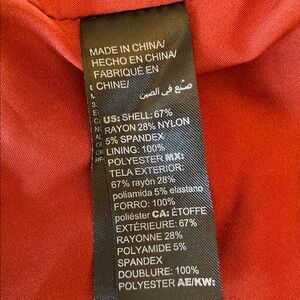 MADE IN CHINA/
HECHO EN CHINA/
FABRIQUÉ EN
CHINE/
صنع في الصين
US: SHELL: 67%
RAYON 28% NYLON
5% SPANDEX
LINING: 100%
POLYESTER MX:
TELA EXTERIOR:
67% rayón 28%
poliamida 5% elastano
FORRO: 100%
poliéster CA: ÉTOFFE
EXTÉRIEURE: 67%
RAYONNE 28%
POLYAMIDE 5%
SPANDEX
DOUBLURE: 100%
POLYESTER AE/KW: